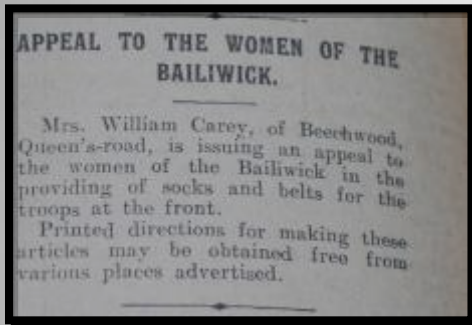 APPEAL TO THE WOMEN OF THE
BAILIWICK.
Mrs. William Carey, of Beechwood,
Queen's-road, is issuing an appeal to
the women of the Bailiwick in the
providing of socks and belts for the
troops at the front.
Printed directions for making these
articles may be obtained free from
various places advertised.